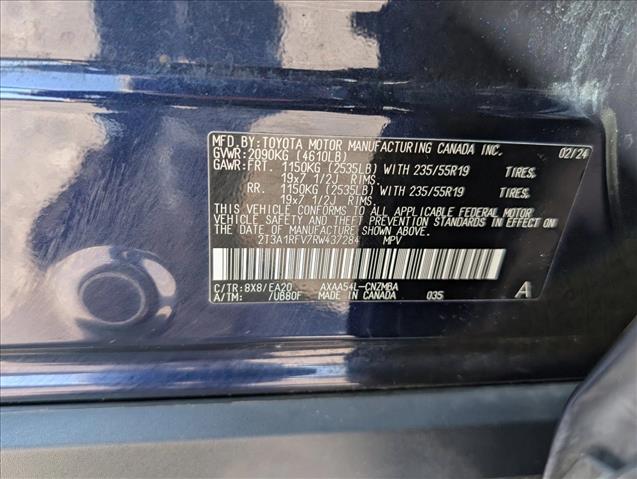 MFD.BY:TOYOTA MOTOR MANUFACTURING CANADA INC. 02/24
GVWR:2090KG (4610LB)
GAWR:FRT. 1150KG (2535LB) WITH 235/55R19 TIRES.
19x7 1/2J RIMS.
RR. 1150KG (2535LB) WITH 235/55R19 TIRES.
19x7 1/2J RIMS.
THIS VEHICLE CONFORMS TO ALL APPLICABLE FEDERAL MOTOR
VEHICLE SAFETY AND THEFT PREVENTION STANDARDS IN EFFECT ON
THE DATE OF MANUFACTURE SHOWN ABOVE.
2T3A1RFV7RW437284 MPV
C/TR:8X8/EA20 AXAA54L-CNZMBA
A/TM: /UB80F MADE IN CANADA 035 A